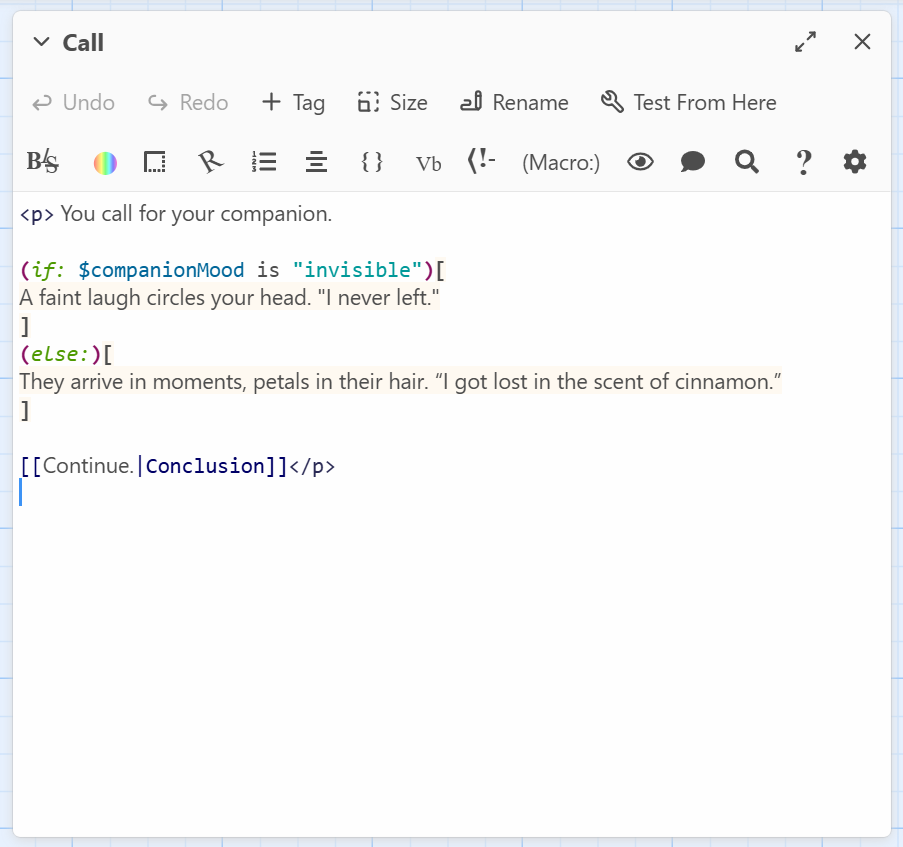 Call
Undo Redo + Tag Size Rename Test From Here
B/S { } Vb (!- (Macro:) ?
<p> You call for your companion.
(if: $companionMood is "invisible")[
A faint laugh circles your head. "I never left."
]
(else:)[
They arrive in moments, petals in their hair. “I got lost in the scent of cinnamon.”
]
[[Continue.|Conclusion]]</p>